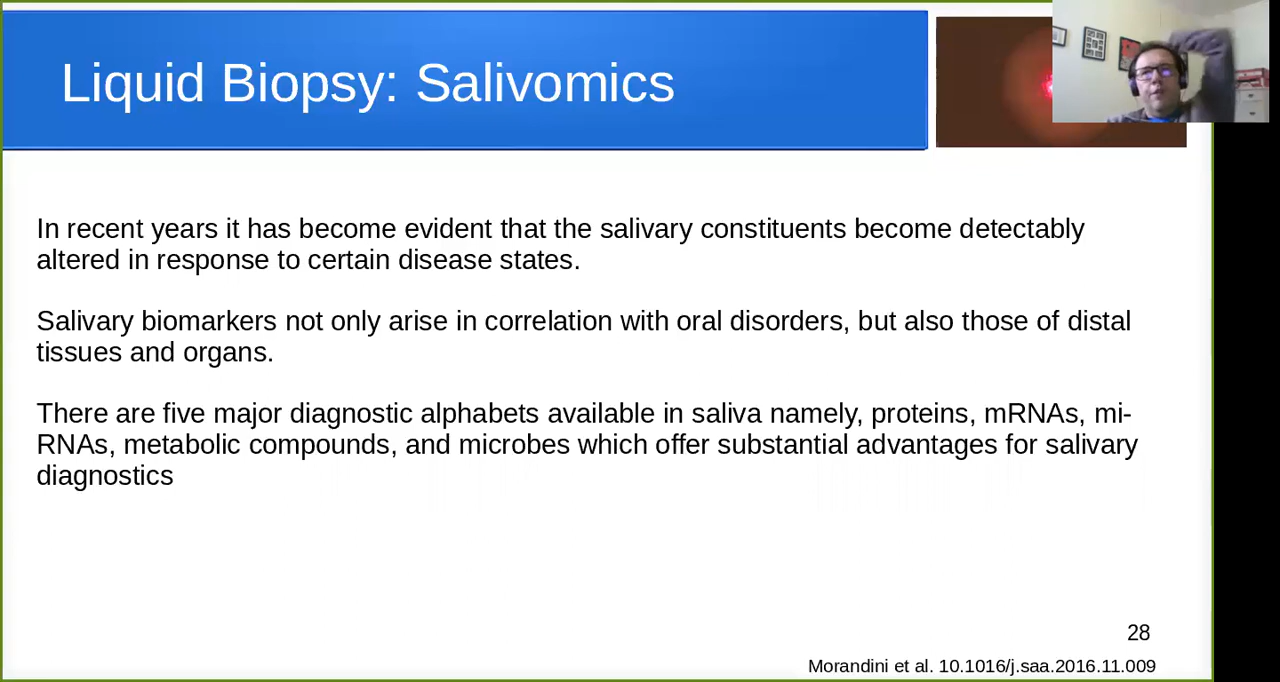 Liquid Biopsy: Salivomics
In recent years it has become evident that the salivary constituents become detectably
altered in response to certain disease states.
Salivary biomarkers not only arise in correlation with oral disorders, but also those of distal
tissues and organs.
There are five major diagnostic alphabets available in saliva namely, proteins, mRNAs, mi-
RNAs, metabolic compounds, and microbes which offer substantial advantages for salivary
diagnostics
28
Morandini et al. 10.1016/j.saa.2016.11.009